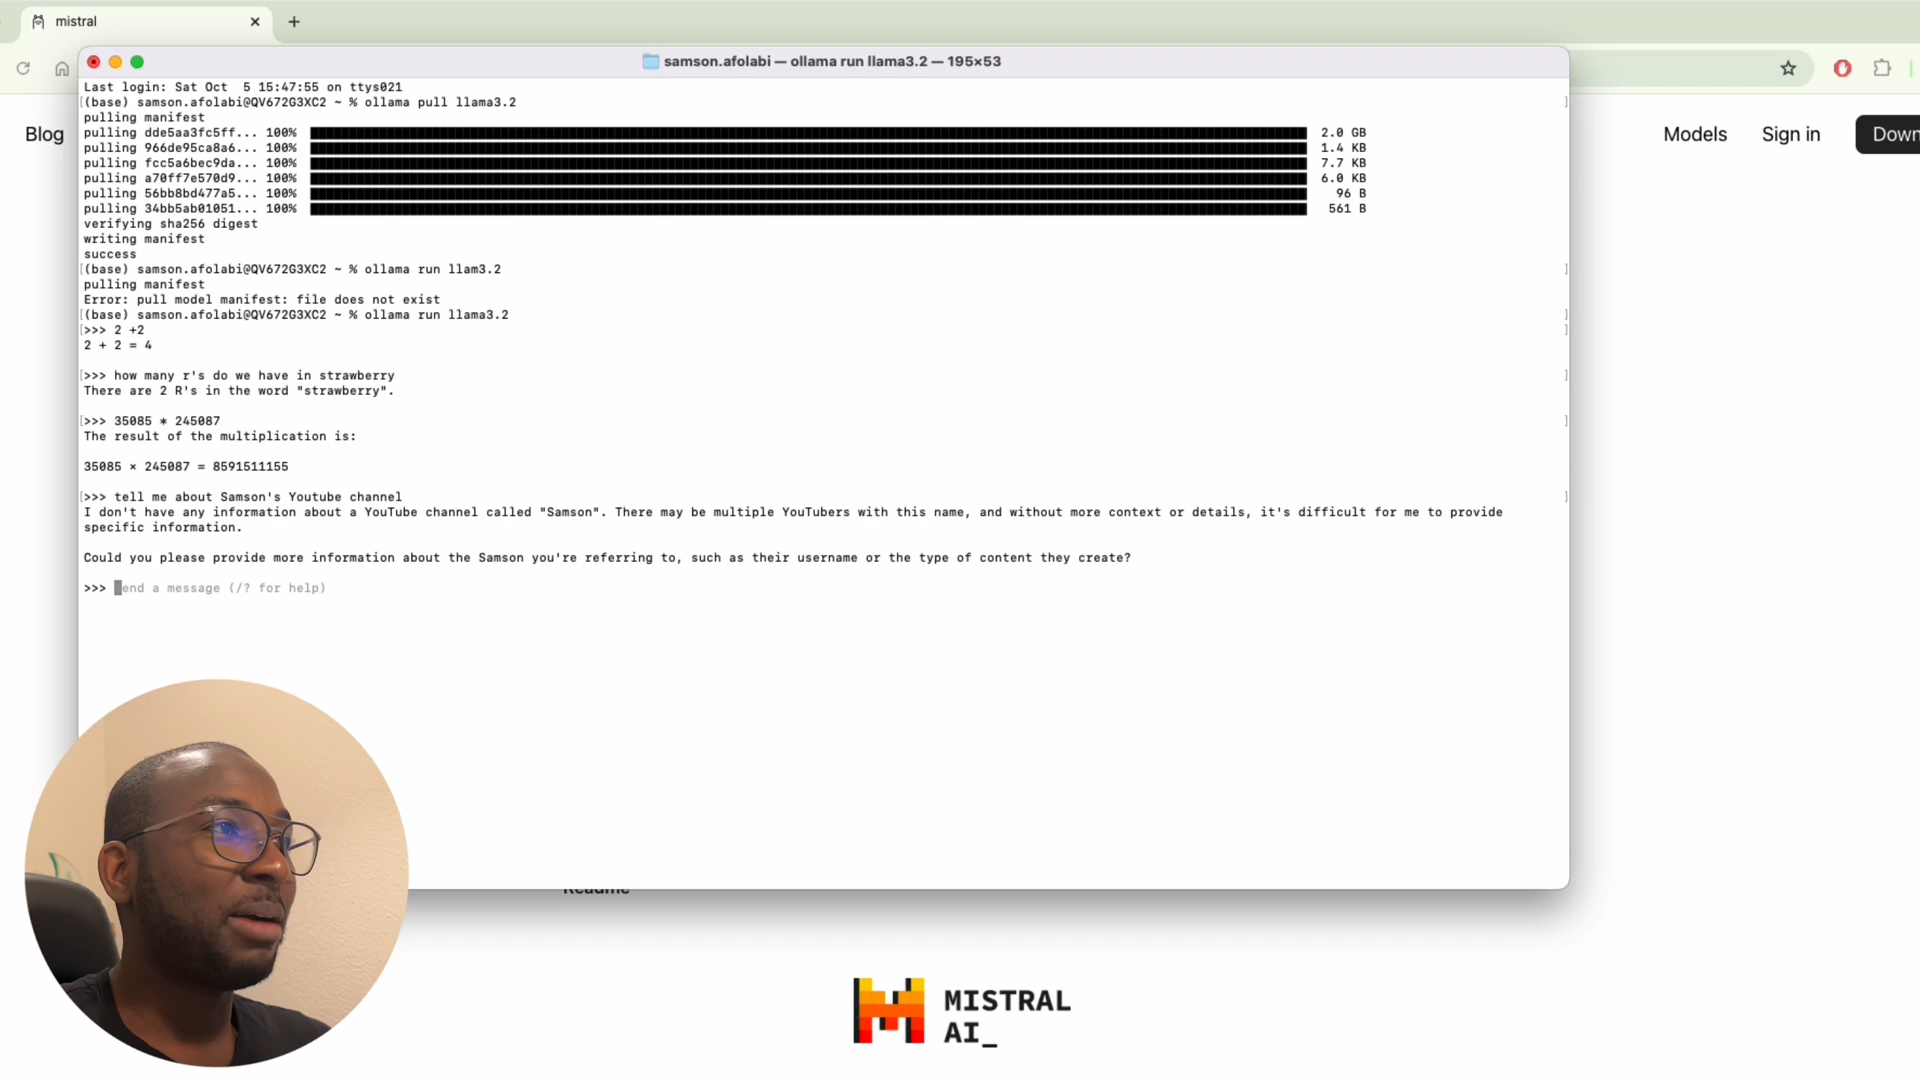 mistral
samson.afolabi — ollama run llama3.2 — 195×53
Blog
Models
Sign in
Down
Last login: Sat Oct  5 15:47:55 on ttys021
(base) samson.afolabi@QV672G3XC2 ~ % ollama pull llama3.2
pulling manifest
pulling dde5aa3fc5ff... 100% 2.0 GB
pulling 966de95ca8a6... 100% 1.4 KB
pulling fcc5a6bec9da... 100% 7.7 KB
pulling a70ff7e570d9... 100% 6.0 KB
pulling 56bb8bd477a5... 100% 96 B
pulling 34bb5ab01051... 100% 561 B
verifying sha256 digest
writing manifest
success
(base) samson.afolabi@QV672G3XC2 ~ % ollama run llam3.2
pulling manifest
Error: pull model manifest: file does not exist
(base) samson.afolabi@QV672G3XC2 ~ % ollama run llama3.2
>>> 2 +2
2 + 2 = 4
>>> how many r's do we have in strawberry
There are 2 R's in the word "strawberry".
>>> 35085 * 245087
The result of the multiplication is:
35085 × 245087 = 8591511155
>>> tell me about Samson's Youtube channel
I don't have any information about a YouTube channel called "Samson". There may be multiple YouTubers with this name, and without more context or details, it's difficult for me to provide
specific information.
Could you please provide more information about the Samson you're referring to, such as their username or the type of content they create?
>>> end a message (/? for help)
Readme
MISTRAL
AI_